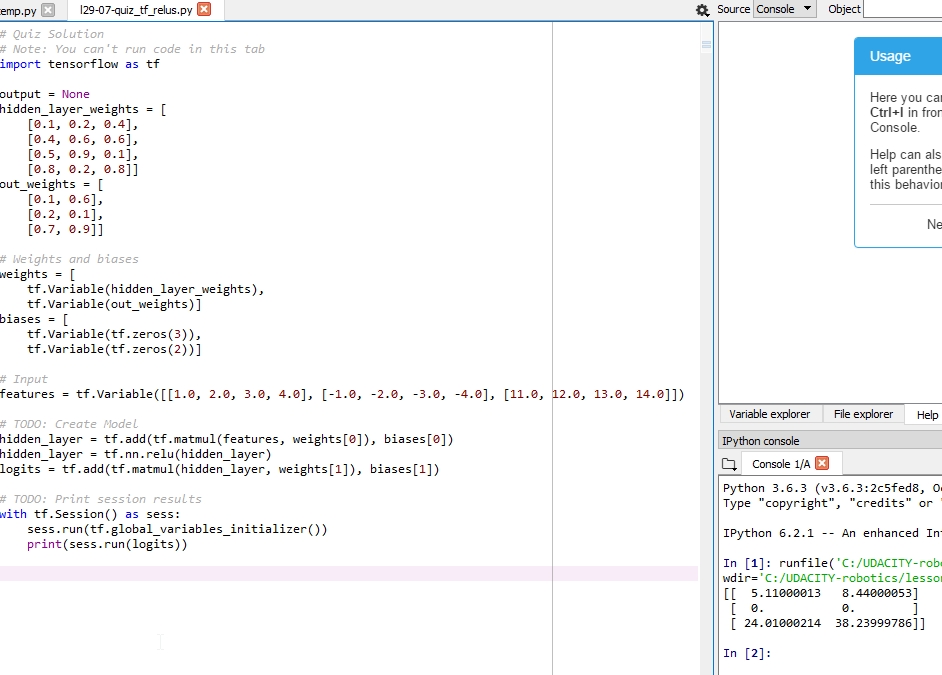 temp.py
l29-07-quiz_tf_relus.py
Source Console Object
# Quiz Solution
# Note: You can't run code in this tab
import tensorflow as tf
output = None
hidden_layer_weights = [
[0.1, 0.2, 0.4],
[0.4, 0.6, 0.6],
[0.5, 0.9, 0.1],
[0.8, 0.2, 0.8]]
out_weights = [
[0.1, 0.6],
[0.2, 0.1],
[0.7, 0.9]]
# Weights and biases
weights = [
tf.Variable(hidden_layer_weights),
tf.Variable(out_weights)]
biases = [
tf.Variable(tf.zeros(3)),
tf.Variable(tf.zeros(2))]
# Input
features = tf.Variable([[1.0, 2.0, 3.0, 4.0], [-1.0, -2.0, -3.0, -4.0], [11.0, 12.0, 13.0, 14.0]])
# TODO: Create Model
hidden_layer = tf.add(tf.matmul(features, weights[0]), biases[0])
hidden_layer = tf.nn.relu(hidden_layer)
logits = tf.add(tf.matmul(hidden_layer, weights[1]), biases[1])
# TODO: Print session results
with tf.Session() as sess:
sess.run(tf.global_variables_initializer())
print(sess.run(logits))
Usage
Here you can
Ctrl+I in fron
Console.
Help can als
left parenthe
this behavior
Ne
Variable explorer
File explorer
Help
IPython console
Console 1/A
Python 3.6.3 (v3.6.3:2c5fed8, Oc
Type "copyright", "credits" or "
IPython 6.2.1 -- An enhanced Int
In [1]: runfile('C:/UDACITY-robo
wdir='C:/UDACITY-robotics/lesson
[[ 5.11000013 8.44000053]
[ 0. 0. ]
[ 24.01000214 38.23999786]]
In [2]: